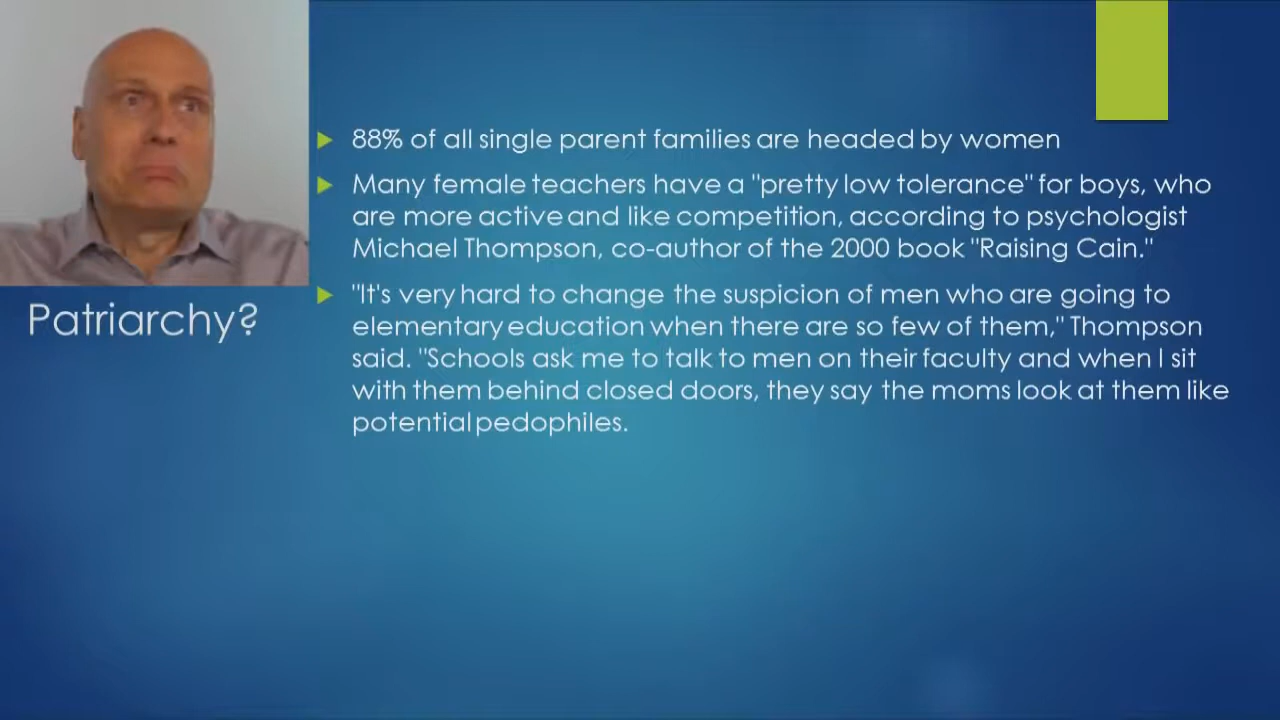 Patriarchy?
88% of all single parent families are headed by women
Many female teachers have a "pretty low tolerance" for boys, who
are more active and like competition, according to psychologist
Michael Thompson, co-author of the 2000 book "Raising Cain."
"It's very hard to change the suspicion of men who are going to
elementary education when there are so few of them," Thompson
said. "Schools ask me to talk to men on their faculty and when I sit
with them behind closed doors, they say the moms look at them like
potential pedophiles.